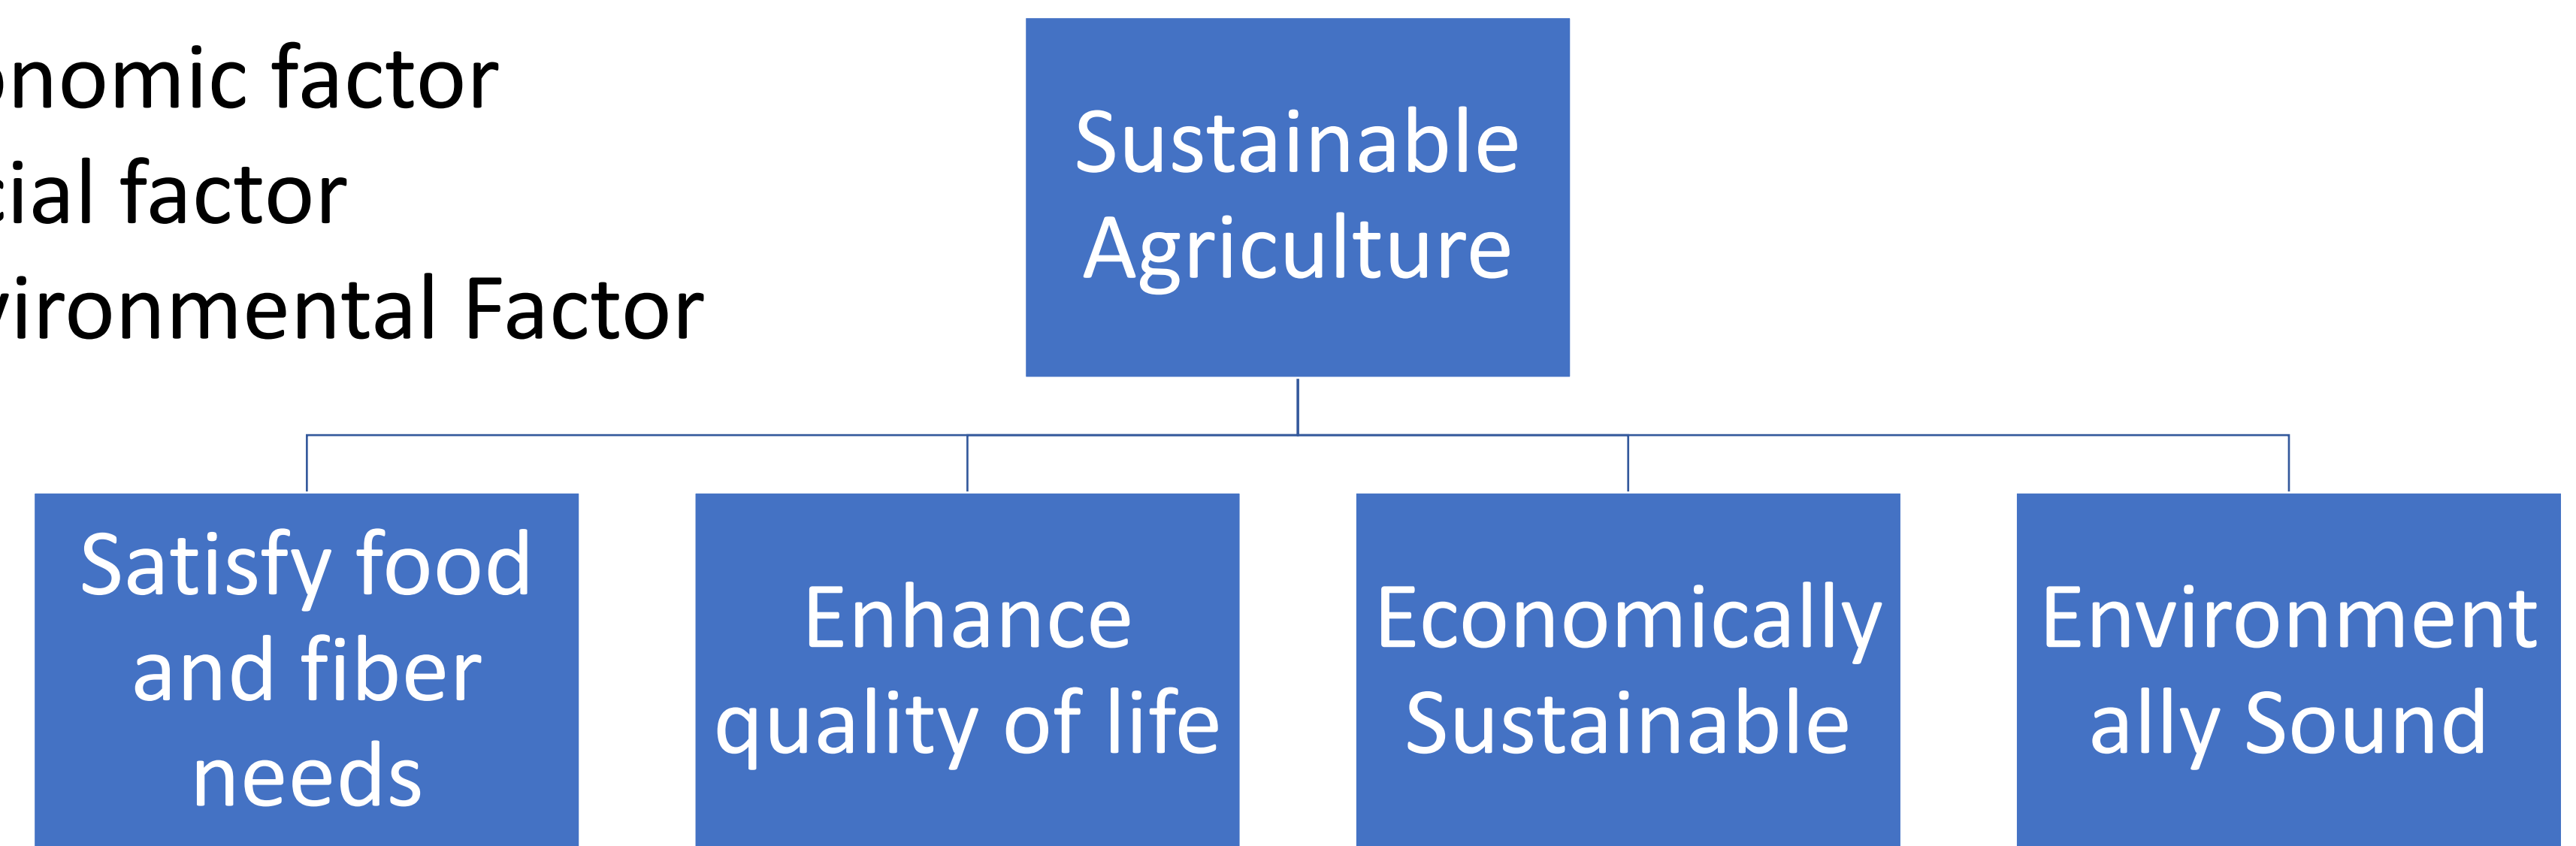 onomic factor
cial factor
vironmental Factor
Sustainable
Agriculture
Satisfy food
and fiber
needs
Enhance
quality of life
Economically
Sustainable
Environment
ally Sound